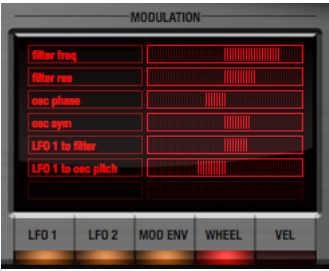 MODULATION
filter freq
filter res
osc phase
osc sym
LFO 1 to filter
LFO 1 to osc pitch
LFO 1 LFO 2 MOD ENV WHEEL VEL